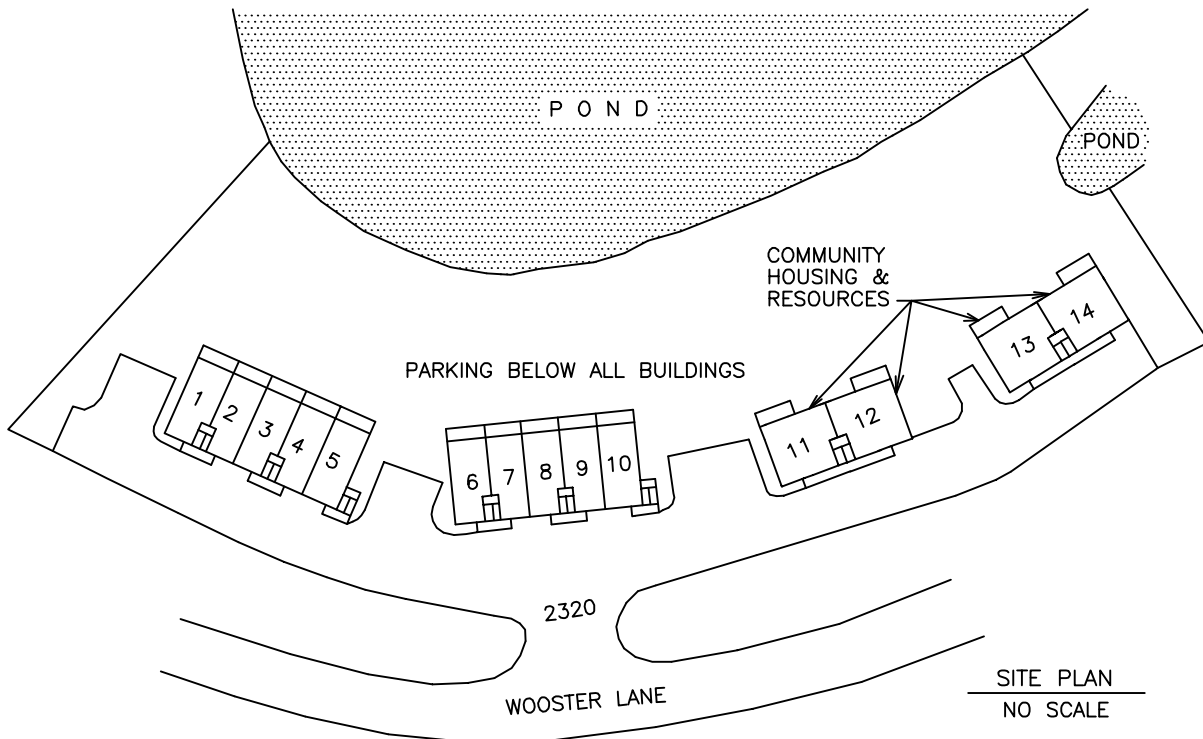 P O N D
POND
COMMUNITY
HOUSING &
RESOURCES
PARKING BELOW ALL BUILDINGS
1
2
3
4
5
6
7
8
9
10
11
12
13
14
2320
WOOSTER LANE
SITE PLAN
NO SCALE